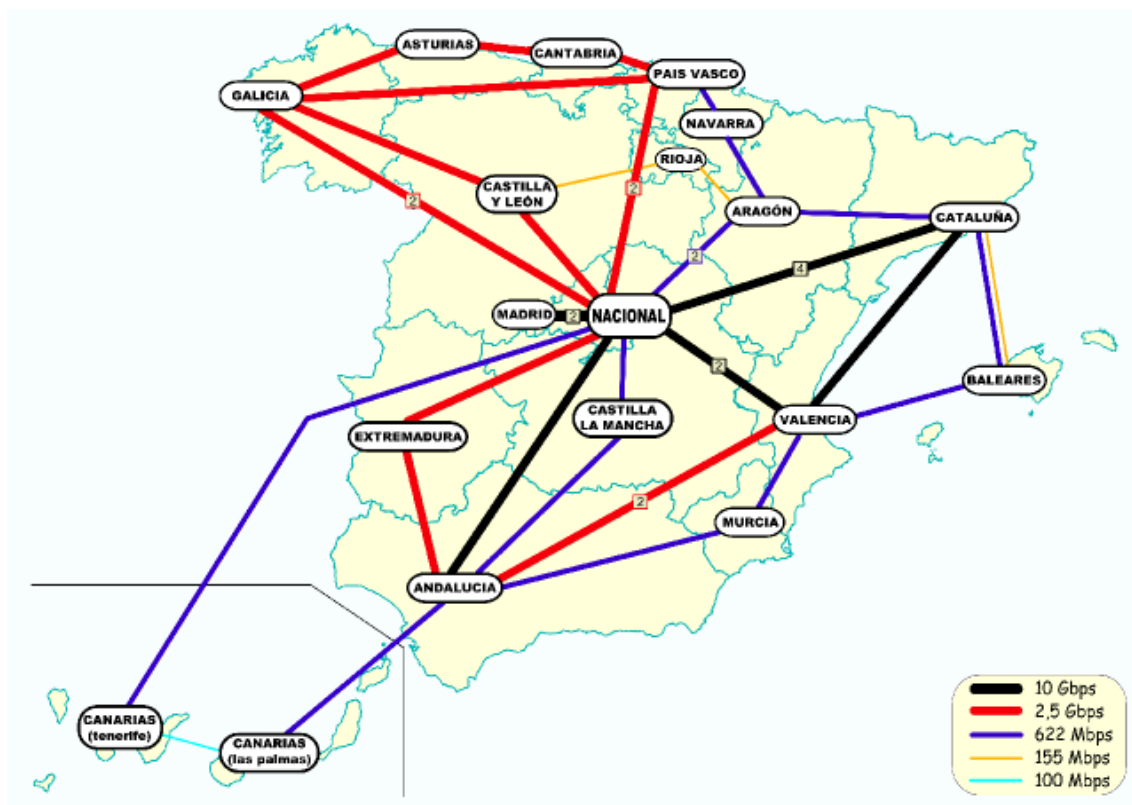 ASTURIAS
CANTABRIA
PAIS VASCO
GALICIA
NAVARRA
RIOJA
CASTILLA
Y LEÓN
2
2
ARAGÓN
CATALUÑA
2
4
MADRID
2
NACIONAL
2
BALEARES
CASTILLA
LA MANCHA
VALENCIA
EXTREMADURA
2
MURCIA
ANDALUCIA
CANARIAS
(tenerife)
CANARIAS
(las palmas)
10 Gbps
2,5 Gbps
622 Mbps
155 Mbps
100 Mbps